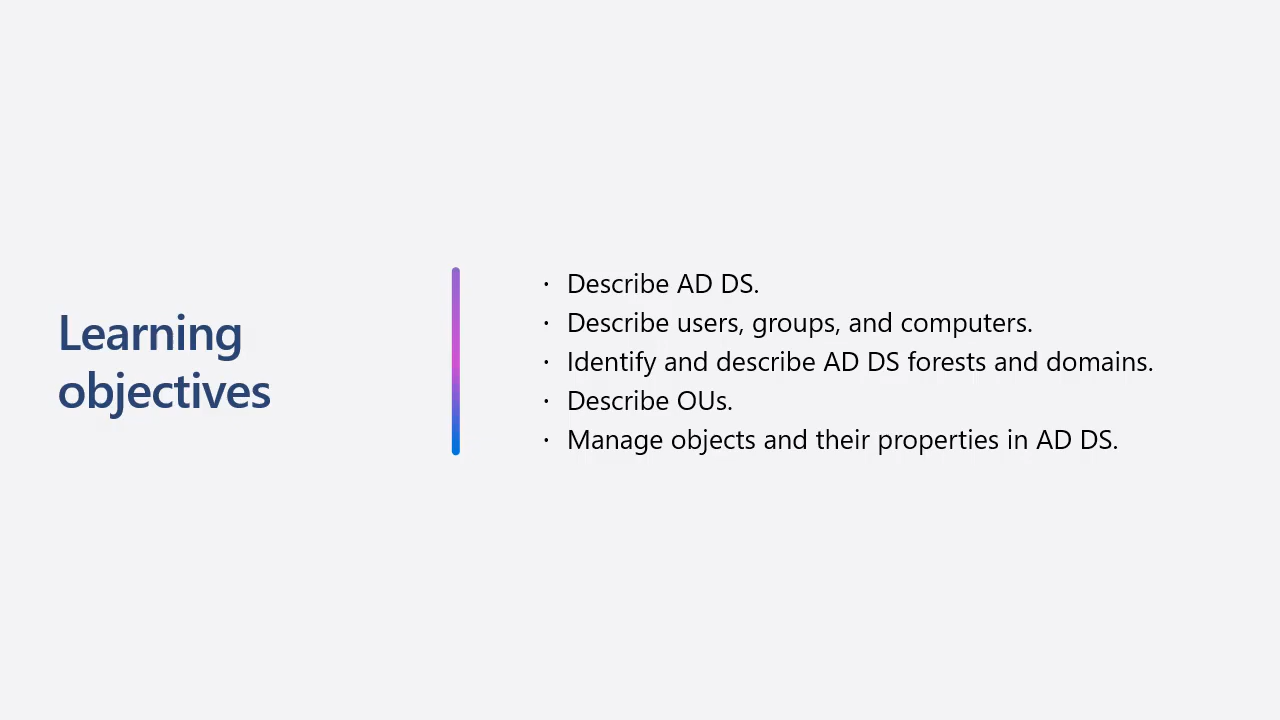 Learning
objectives
· Describe AD DS.
· Describe users, groups, and computers.
· Identify and describe AD DS forests and domains.
· Describe OUs.
· Manage objects and their properties in AD DS.